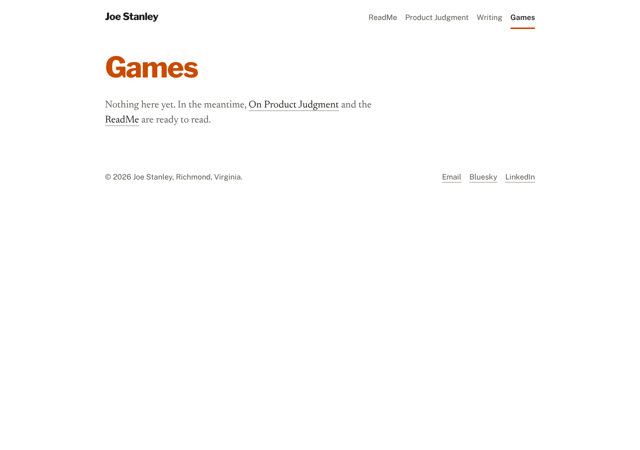 Joe Stanley
ReadMe Product Judgment Writing Games
Games
Nothing here yet. In the meantime, On Product Judgment and the
ReadMe are ready to read.
© 2026 Joe Stanley, Richmond, Virginia.
Email Bluesky LinkedIn